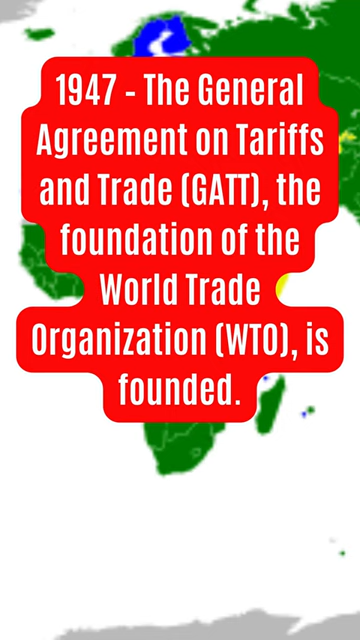 1947 - The General
Agreement on Tariffs
and Trade (GATT), the
foundation of the
World Trade
Organization (WTO), is
founded.